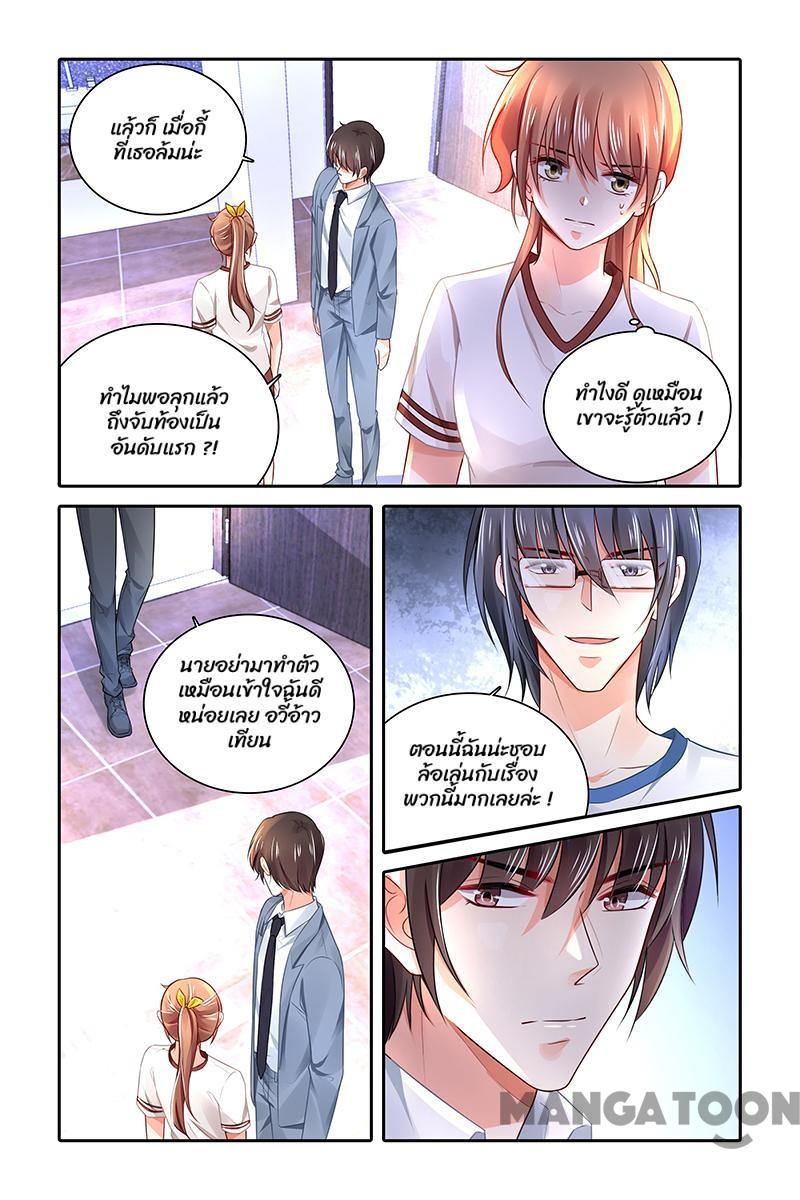 แล้วก็ เมื่อกี้
ที่เธอล้มน่ะ
ทำไมพอลุกแล้ว
ถึงจับท้องเป็น
อันดับแรก ?!
ทำไงดี ดูเหมือน
เขาจะรู้ตัวแล้ว !
นายอย่ามาทำตัว
เหมือนเข้าใจฉันดี
หน่อยเลย อวี้อ้าว
เทียน
ตอนนี้ฉันน่ะชอบ
ล้อเล่นกับเรื่อง
พวกนี้มากเลยล่ะ !
MANGATOON